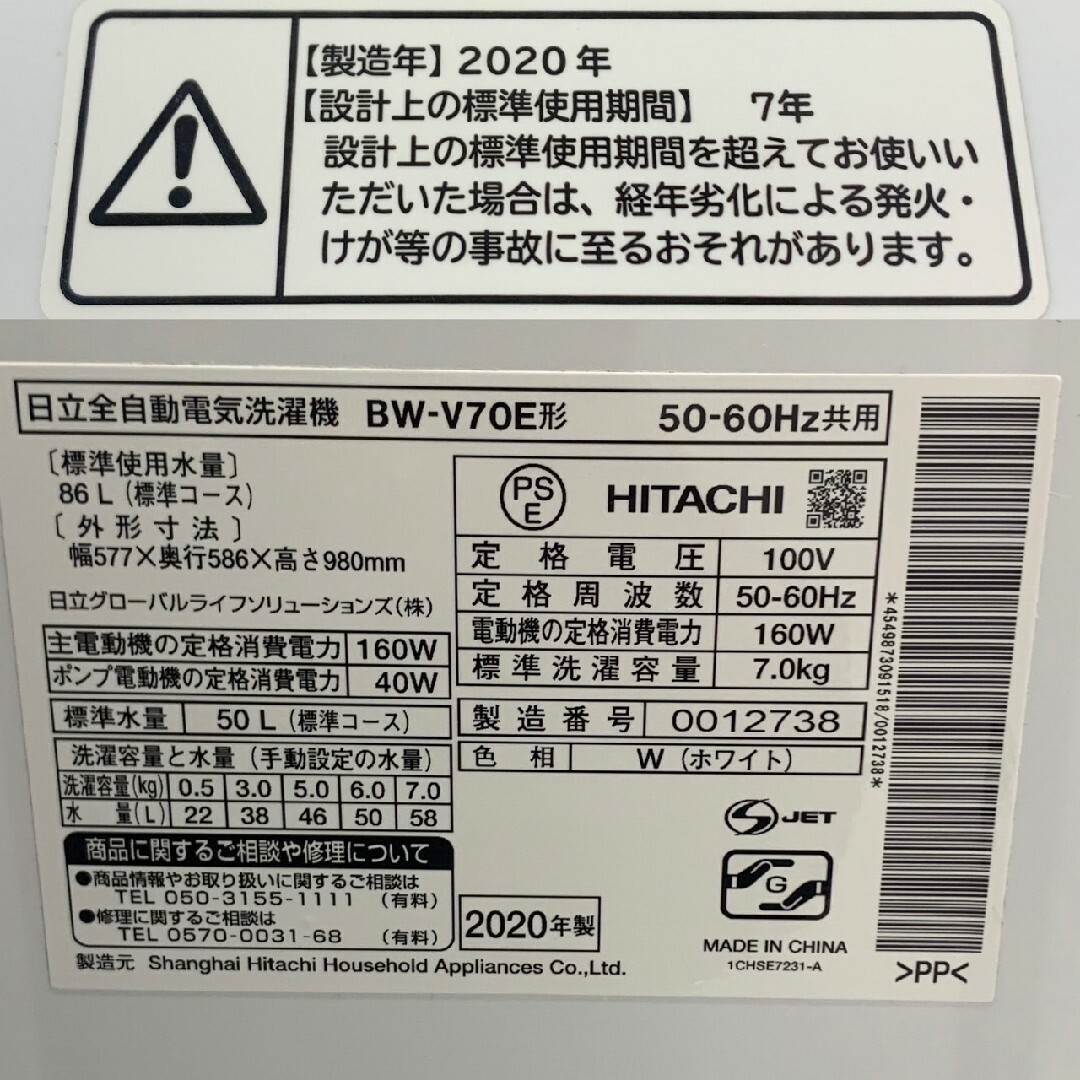 【製造年】2020年
【設計上の標準使用期間】 7年
設計上の標準使用期間を超えてお使いい
ただいた場合は、経年劣化による発火・
けが等の事故に至るおそれがあります。
日立全自動電気洗濯機 BW-V70E形 50-60Hz共用
〔標準使用水量〕
86 L（標準コース）
〔外形寸法〕
幅577×奥行586×高さ980mm
日立グローバルライフソリューションズ（株）
主電動機の定格消費電力 160W
ポンプ電動機の定格消費電力 40W
標準水量 50 L（標準コース）
洗濯容量と水量（手動設定の水量）
洗濯容量(kg) 0.5 3.0 5.0 6.0 7.0
水 量(L) 22 38 46 50 58
商品に関するご相談や修理について
●商品情報やお取り扱いに関するご相談は
TEL 050-3155-1111 （有料）
●修理に関するご相談は
TEL 0570-0031-68 （有料）
製造元 Shanghai Hitachi Household Appliances Co.,Ltd.
PS
E
HITACHI
定格電圧 100V
定格周波数 50-60Hz
電動機の定格消費電力 160W
標準洗濯容量 7.0kg
製造番号 0012738
色相 W（ホワイト）
S JET
G
2020年製
MADE IN CHINA
1CHSE7231-A
*4549873091518/0012738*
>PP<